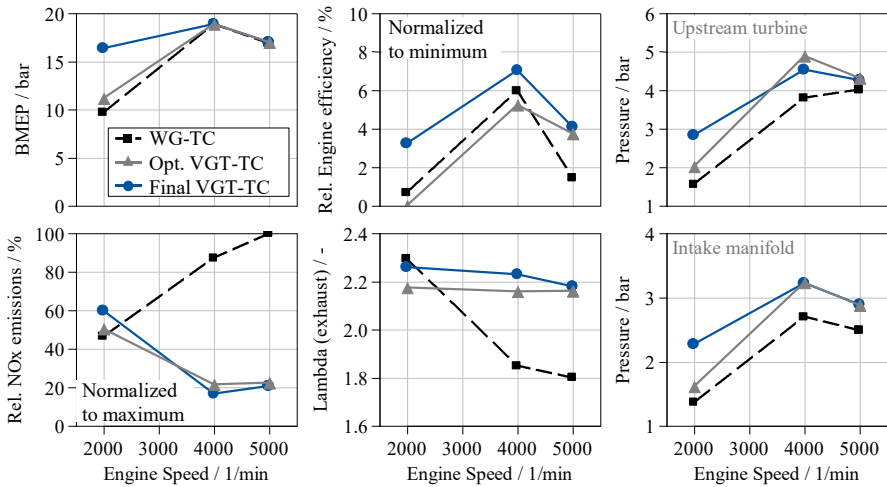 BMEP / bar
20
15
10
5
0
WG-TC
Opt. VGT-TC
Final VGT-TC
Rel. Engine efficiency / %
10
8
6
4
2
0
Normalized
to minimum
Pressure / bar
6
5
4
3
2
1
Upstream turbine
Rel. NOx emissions / %
100
80
60
40
20
0
Normalized
to maximum
2000 3000 4000 5000
Engine Speed / 1/min
Lambda (exhaust) / -
2.4
2.2
2.0
1.8
1.6
2000 3000 4000 5000
Engine Speed / 1/min
Pressure / bar
4
3
2
1
Intake manifold
2000 3000 4000 5000
Engine Speed / 1/min